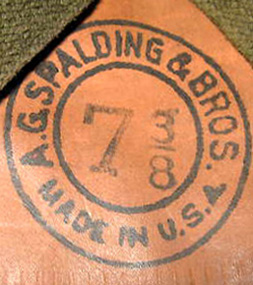 A.G. SPALDING & BROS.
7 3/8
MADE IN U.S.A